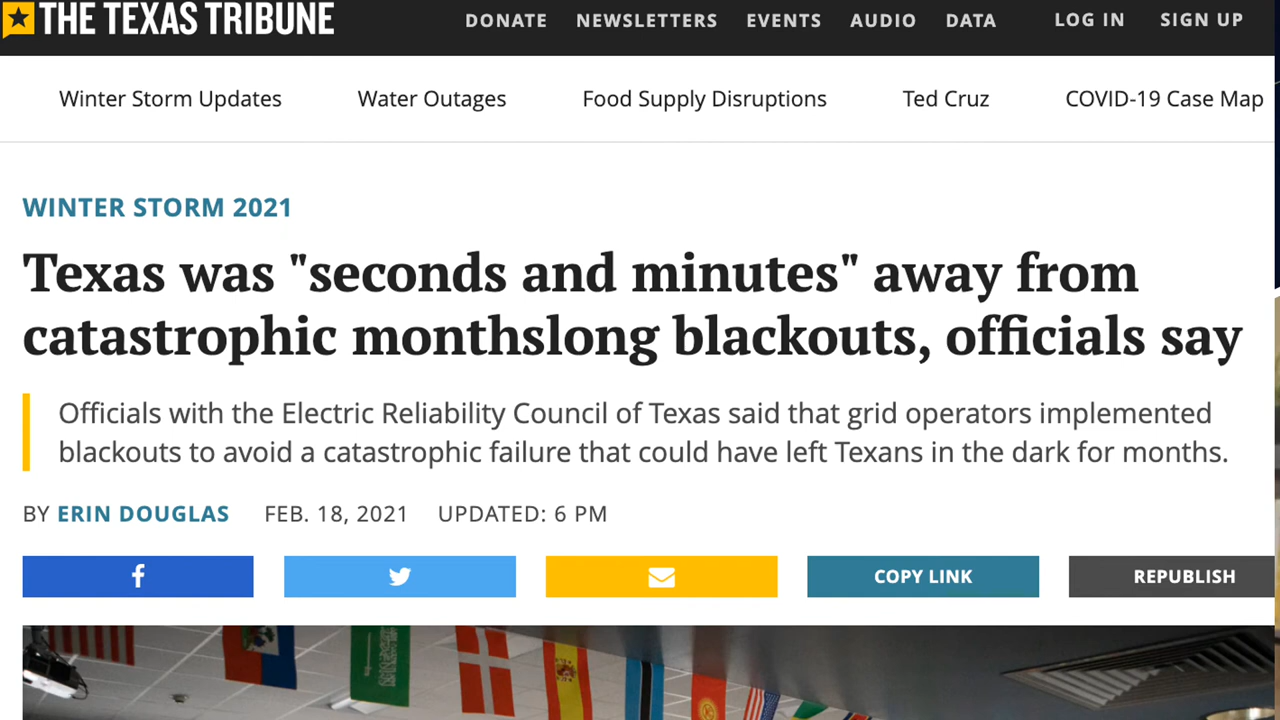 THE TEXAS TRIBUNE DONATE NEWSLETTERS EVENTS AUDIO DATA LOG IN SIGN UP
Winter Storm Updates Water Outages Food Supply Disruptions Ted Cruz COVID-19 Case Map
WINTER STORM 2021
Texas was "seconds and minutes" away from
catastrophic monthslong blackouts, officials say
Officials with the Electric Reliability Council of Texas said that grid operators implemented
blackouts to avoid a catastrophic failure that could have left Texans in the dark for months.
BY ERIN DOUGLAS FEB. 18, 2021 UPDATED: 6 PM
f COPY LINK REPUBLISH